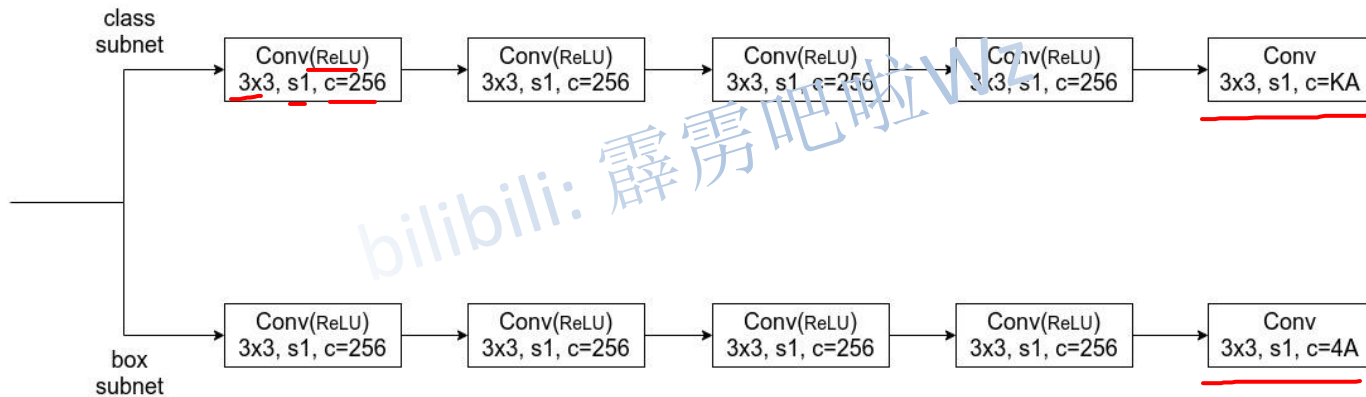 class
subnet
Conv(ReLU)
3x3, s1, c=256
Conv(ReLU)
3x3, s1, c=256
Conv(ReLU)
3x3, s1, c=256
Conv(ReLU)
3x3, s1, c=256
Conv
3x3, s1, c=KA
bilibili: 霹雳吧啦Wz
box
subnet
Conv(ReLU)
3x3, s1, c=256
Conv(ReLU)
3x3, s1, c=256
Conv(ReLU)
3x3, s1, c=256
Conv(ReLU)
3x3, s1, c=256
Conv
3x3, s1, c=4A